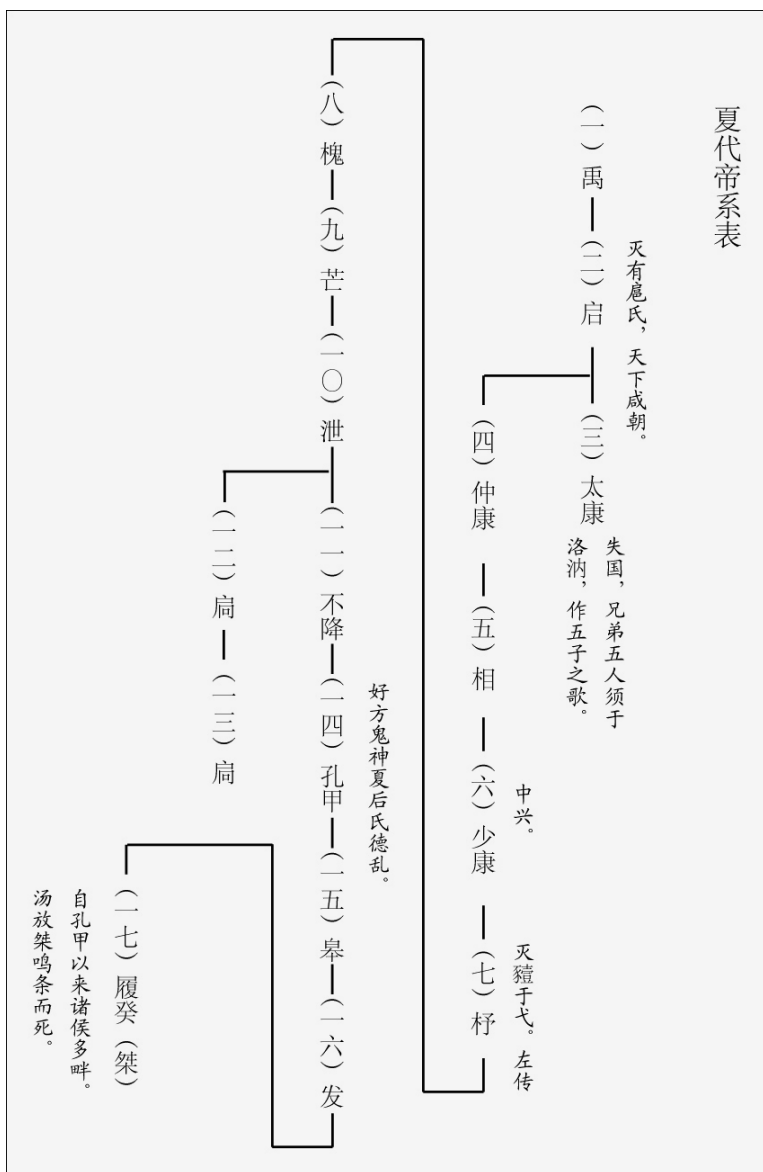 夏代帝系表
灭有扈氏,天下咸朝。
(一)禹
(二)启
(三)太康
失国,兄弟五人须于
洛汭,作五子之歌。
(四)仲康
(五)相
(六)少康
中兴。
(七)杼
灭豷于戈。左传
(八)槐
(九)芒
(一〇)泄
(一一)不降
(一四)孔甲
好方鬼神夏后氏德乱。
(一五)皋
(一六)发
(一二)扄
(一三)扄
(一七)履癸(桀)
自孔甲以来诸侯多畔。
汤放桀鸣条而死。